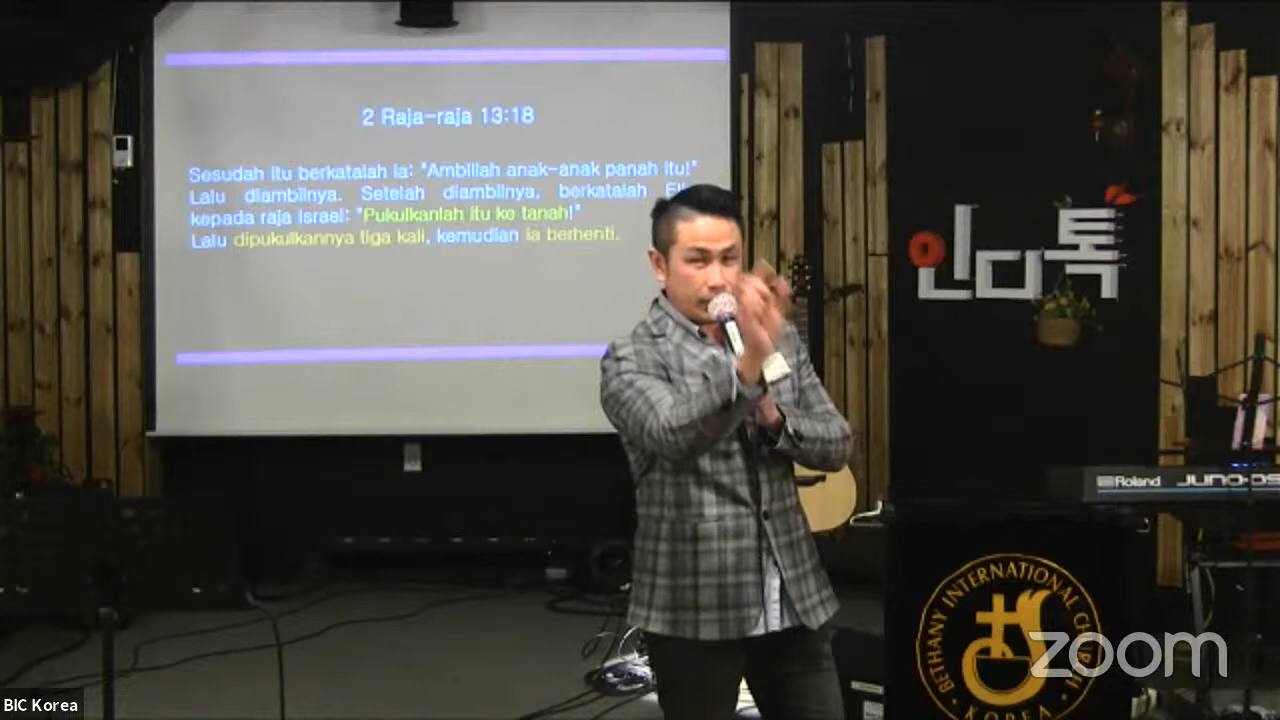 2 Raja-raja 13:18
Sesudah itu berkatalah ia: "Ambillah anak-anak panah itu!"
Lalu diambilnya. Setelah diambilnya, berkatalah
kepada raja Israel: "Pukulkanlah itu ke tanah!"
Lalu dipukulkannya tiga kali, kemudian ia berhenti.
인더톡
Roland JUNO-DS
BETHANY INTERNATIONAL CHURCH
KOREA
zoom
BIC Korea